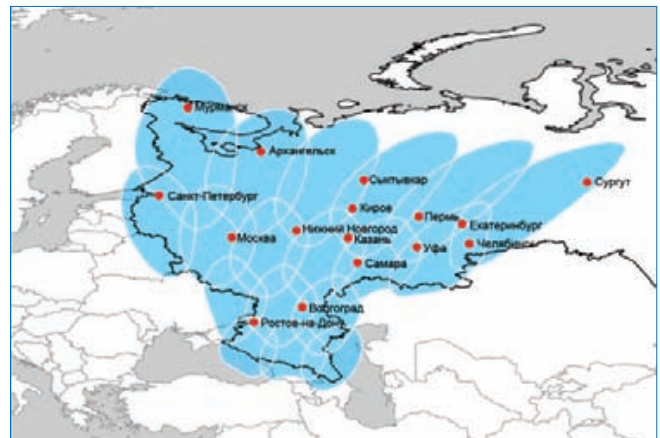 Мурманск
Архангельск
Сыктывкар
Сургут
Санкт-Петербург
Киров
Пермь
Екатеринбург
Нижний Новгород
Москва
Казань
Уфа
Челябинск
Самара
Волгоград
Ростов-на-Дону